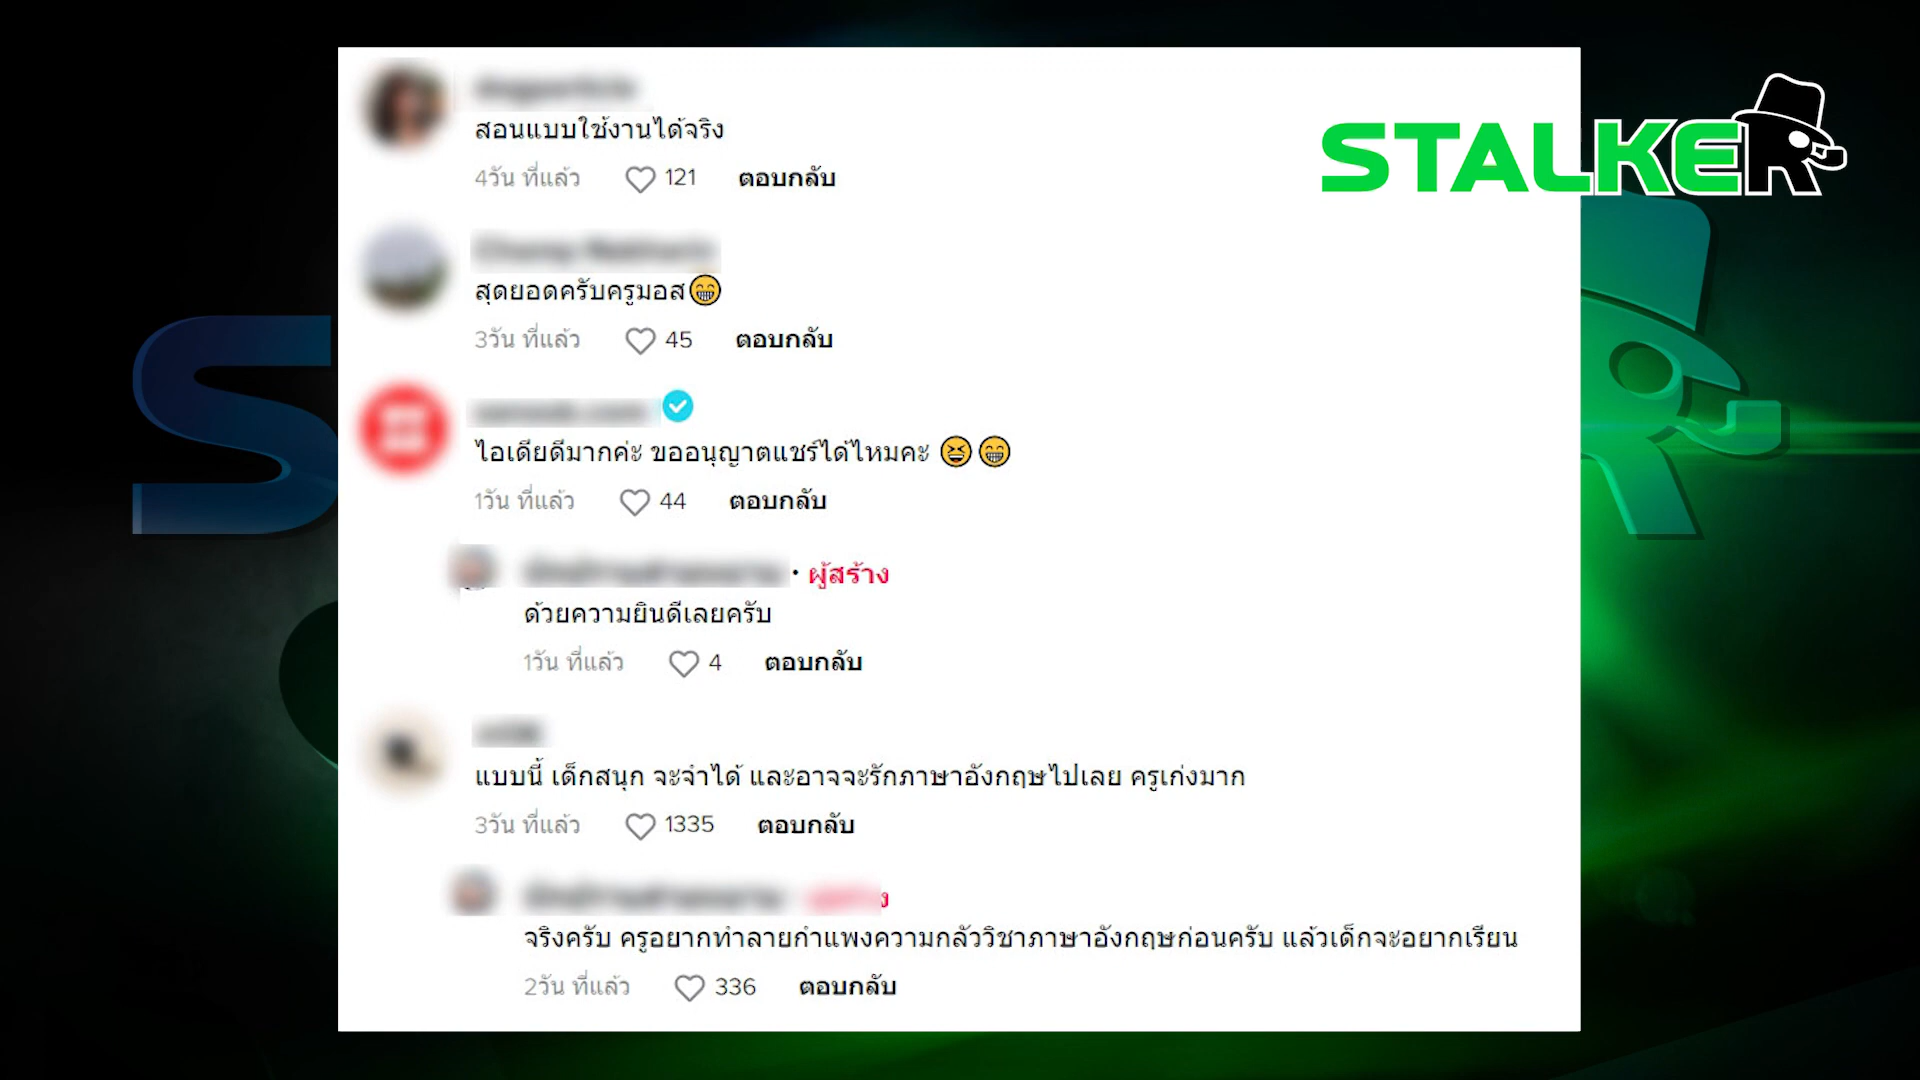 STALKER
สอนแบบใช้งานได้จริง
4วัน ที่แล้ว 121 ตอบกลับ
สุดยอดครับครูมอส😁
3วัน ที่แล้ว 45 ตอบกลับ
ไอเดียดีมากค่ะ ขออนุญาตแชร์ได้ไหมคะ 😆😁
1วัน ที่แล้ว 44 ตอบกลับ
· ผู้สร้าง
ด้วยความยินดีเลยครับ
1วัน ที่แล้ว 4 ตอบกลับ
แบบนี้ เด็กสนุก จะจำได้ และอาจจะรักภาษาอังกฤษไปเลย ครูเก่งมาก
3วัน ที่แล้ว 1335 ตอบกลับ
จริงครับ ครูอยากทำลายกำแพงความกลัววิชาภาษาอังกฤษก่อนครับ แล้วเด็กจะอยากเรียน
2วัน ที่แล้ว 336 ตอบกลับ